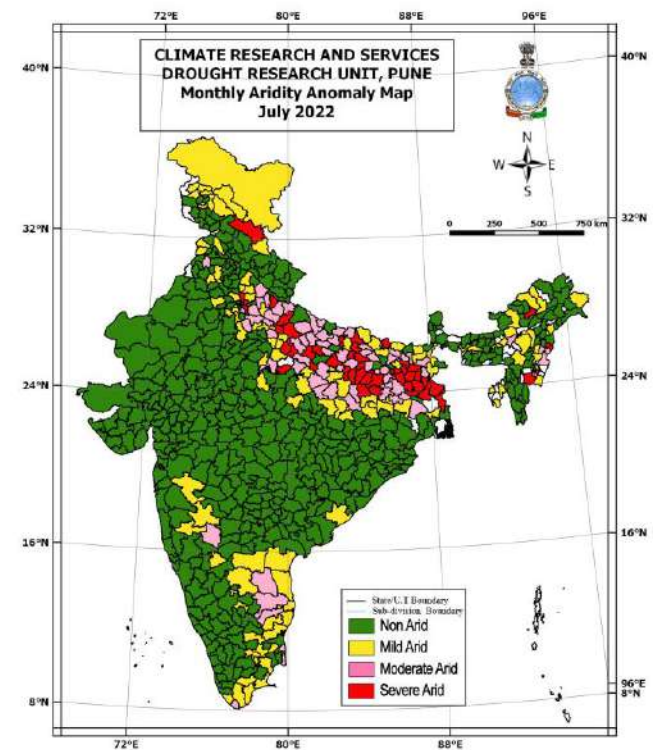 72°E 80°E 88°E 96°E
CLIMATE RESEARCH AND SERVICES
DROUGHT RESEARCH UNIT, PUNE
Monthly Aridity Anomaly Map
July 2022
40°N 40°N
N
W E
S
0 250 500 750 km
32°N 32°N
24°N 24°N
16°N 16°N
State/U.T Boundary
Sub-division Boundary
Non Arid
Mild Arid
Moderate Arid
Severe Arid
96°E
8°N 8°N
72°E 80°E 88°E